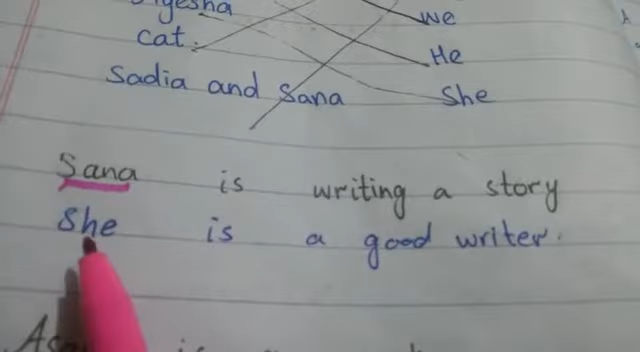 we
cat.
He
Sadia and Sana
She
Sana is writing a story
She is a good writer.